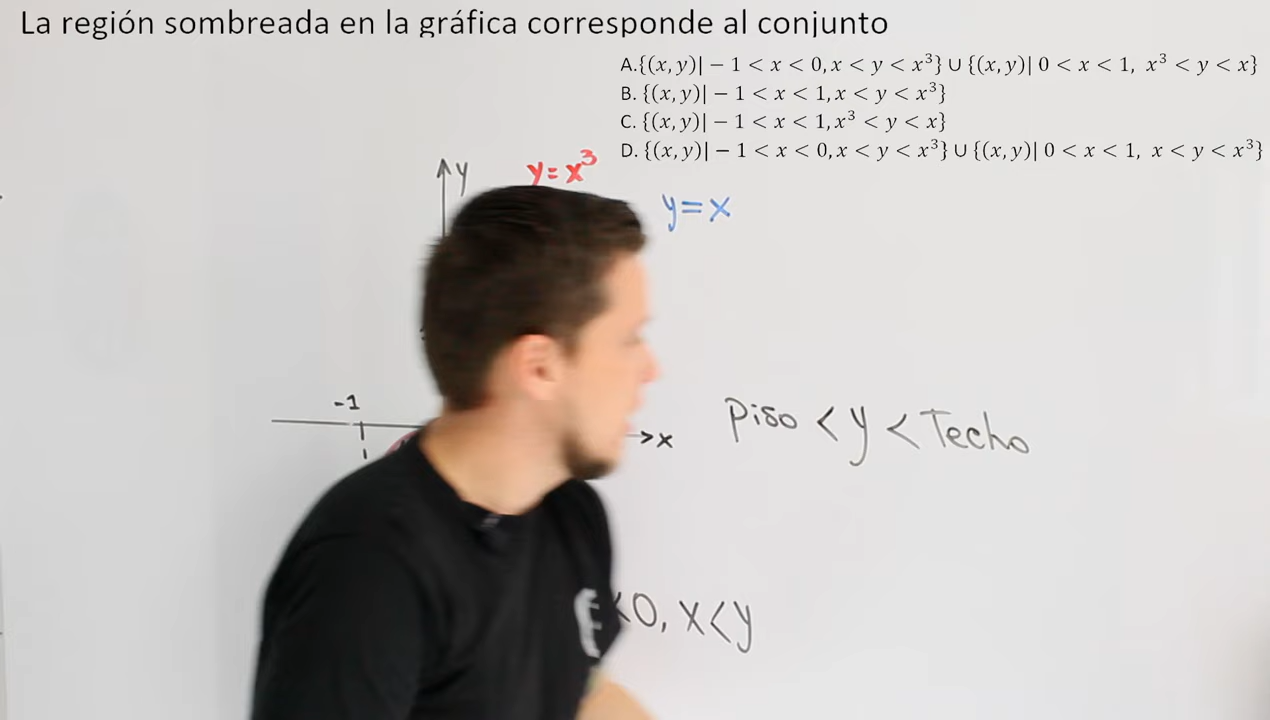 La región sombreada en la gráfica corresponde al conjunto
A.{(x, y)| − 1 < x < 0, x < y < x³} ∪ {(x, y)| 0 < x < 1, x³ < y < x}
B. {(x, y)| − 1 < x < 1, x < y < x³}
C. {(x, y)| − 1 < x < 1, x³ < y < x}
D. {(x, y)| − 1 < x < 0, x < y < x³} ∪ {(x, y)| 0 < x < 1, x < y < x³}
y
y=x³
y=x
-1
x
Piso < y < Techo
<0, x<y